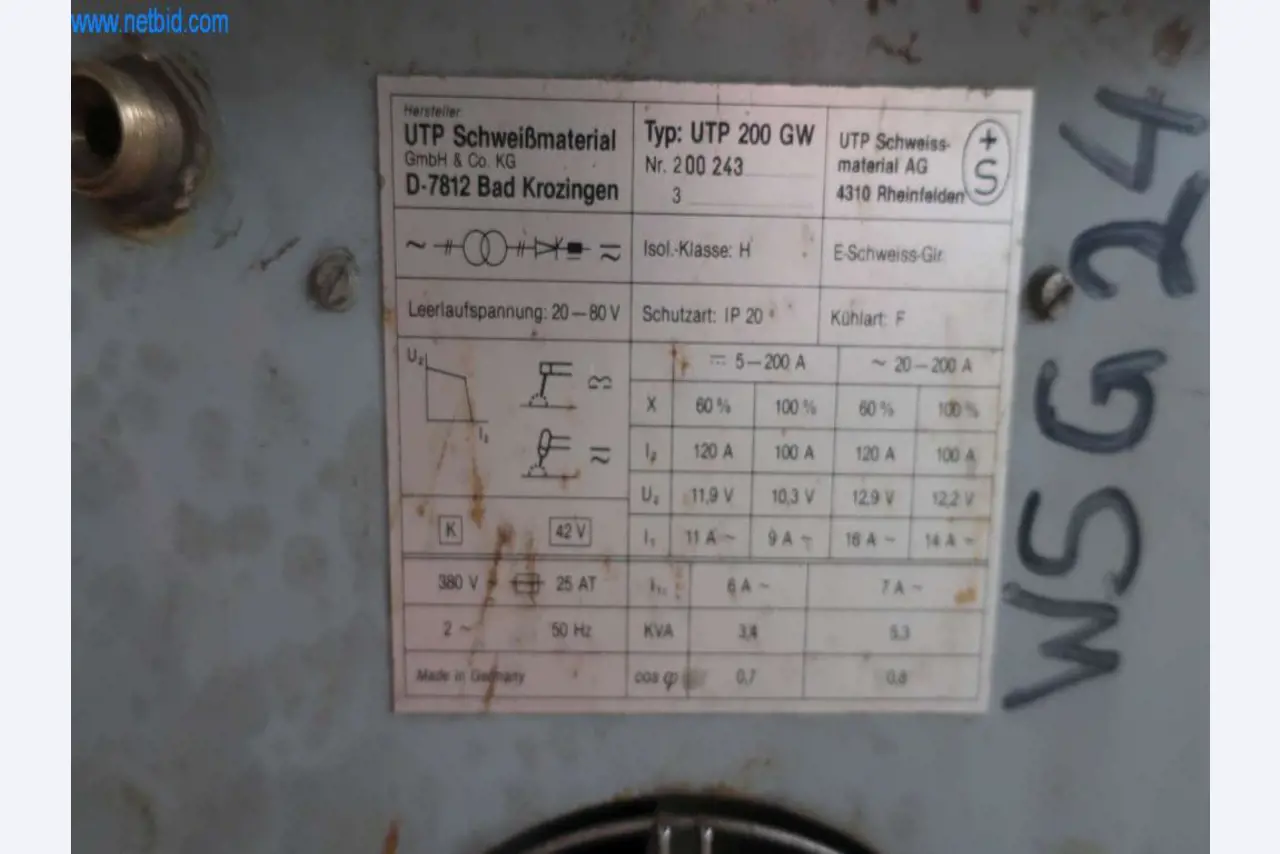 www.netbid.com
Hersteller
UTP Schweißmaterial
GmbH & Co. KG
D-7812 Bad Krozingen
Typ: UTP 200 GW
Nr. 200 243
3
UTP Schweiss-
material AG
4310 Rheinfelden
+
S
Isol.-Klasse: H
E-Schweiss-Glr.
Leerlaufspannung: 20–80 V
Schutzart: IP 20
Kühlart: F
U₂
I₂
5–200 A
~ 20–200 A
X 60 % 100 % 60 % 100 %
I₂ 120 A 100 A 120 A 100 A
U₂ 11,9 V 10,3 V 12,9 V 12,2 V
K 42 V
I₁ 11 A ~ 9 A ~ 16 A ~ 14 A ~
380 V 25 AT 6 A ~ 7 A ~
2 ~ 50 Hz KVA 3,4 5,3
Made in Germany cos φ 0,7 0,8
WSG 24